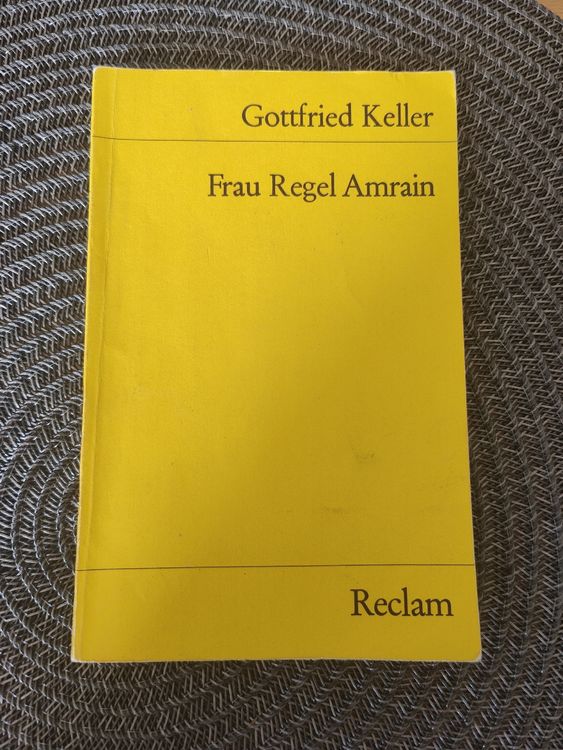 Gottfried Keller
Frau Regel Amrain
Reclam